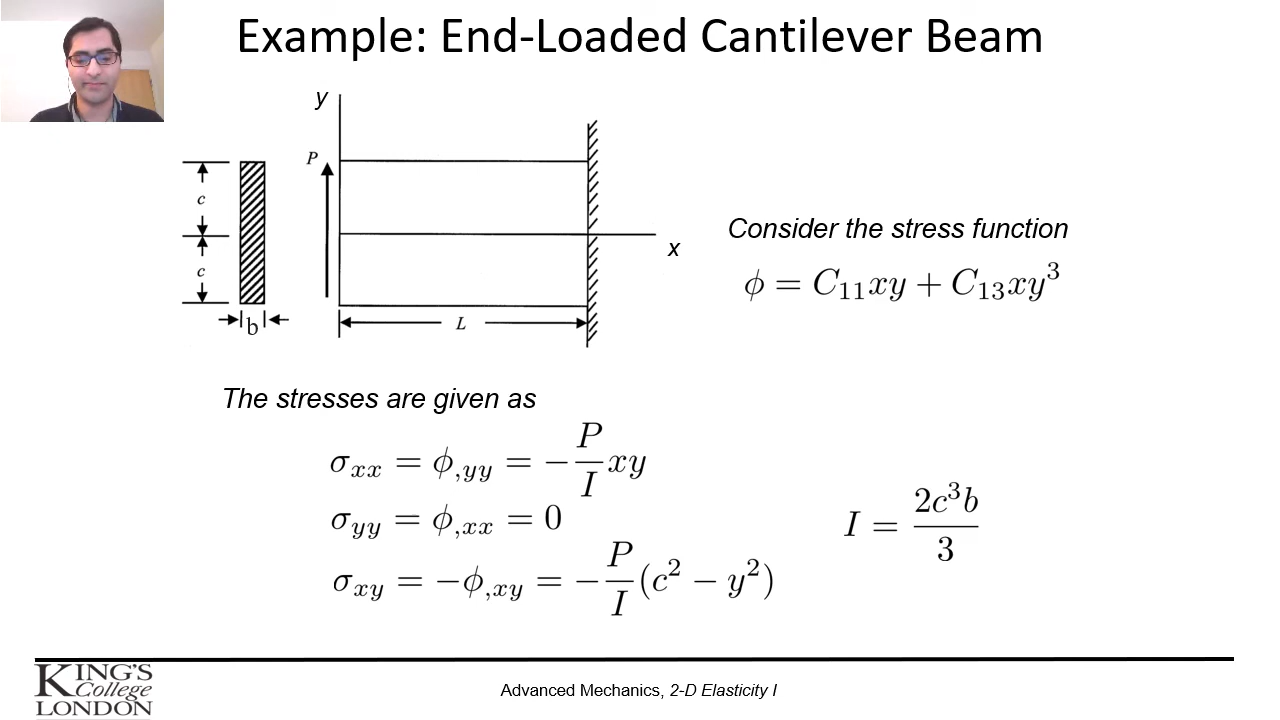 Example: End-Loaded Cantilever Beam
y
P
c
c
b
L
x
Consider the stress function
ϕ = C₁₁xy + C₁₃xy³
The stresses are given as
σₓₓ = ϕ,yy = −P/I xy
σyy = ϕ,xx = 0
σxy = −ϕ,xy = −P/I (c² − y²)
I = 2c³b/3
KING'S
College
LONDON
Advanced Mechanics, 2-D Elasticity I